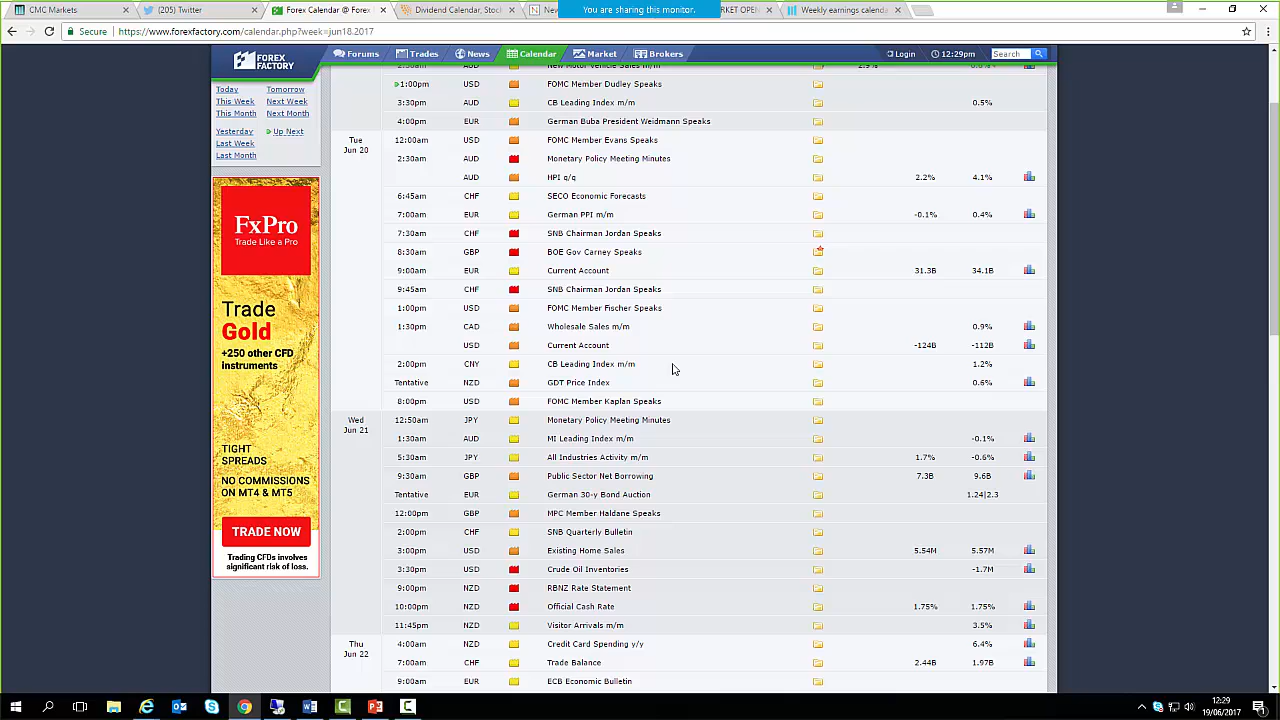 CMC Markets
(205) Twitter
Forex Calendar @ Forex
Dividend Calendar, Stoc
You are sharing this monitor.
Weekly earnings calenda
Secure
https://www.forexfactory.com/calendar.php?week=jun18.2017
FOREX
FACTORY
Forums
Trades
News
Calendar
Market
Brokers
Login
12:29pm
Search
Today
Tomorrow
This Week
Next Week
This Month
Next Month
Yesterday
Up Next
Last Week
Last Month
FxPro
Trade Like a Pro
Trade
Gold
+250 other CFD
instruments
TIGHT
SPREADS
NO COMMISSIONS
ON MT4 & MT5
TRADE NOW
Trading CFDs involves
significant risk of loss.
2:30am AUD New Motor Vehicle Sales m/m 2.9%
1:00pm USD FOMC Member Dudley Speaks
3:30pm AUD CB Leading Index m/m 0.5%
4:00pm EUR German Buba President Weidmann Speaks
Tue
Jun 20
12:00am USD FOMC Member Evans Speaks
2:30am AUD Monetary Policy Meeting Minutes
AUD HPI q/q 2.2% 4.1%
6:45am CHF SECO Economic Forecasts
7:00am EUR German PPI m/m -0.1% 0.4%
7:30am CHF SNB Chairman Jordan Speaks
8:30am GBP BOE Gov Carney Speaks
9:00am EUR Current Account 31.3B 34.1B
9:45am CHF SNB Chairman Jordan Speaks
1:00pm USD FOMC Member Fischer Speaks
1:30pm CAD Wholesale Sales m/m 0.9%
USD Current Account -124B -112B
2:00pm CNY CB Leading Index m/m 1.2%
Tentative NZD GDT Price Index 0.6%
8:00pm USD FOMC Member Kaplan Speaks
Wed
Jun 21
12:50am JPY Monetary Policy Meeting Minutes
1:30am AUD MI Leading Index m/m -0.1%
5:30am JPY All Industries Activity m/m 1.7% -0.6%
9:30am GBP Public Sector Net Borrowing 7.3B 9.6B
Tentative EUR German 30-y Bond Auction 1.24|2.3
12:00pm GBP MPC Member Haldane Speaks
2:00pm CHF SNB Quarterly Bulletin
3:00pm USD Existing Home Sales 5.54M 5.57M
3:30pm USD Crude Oil Inventories -1.7M
9:00pm NZD RBNZ Rate Statement
10:00pm NZD Official Cash Rate 1.75% 1.75%
11:45pm NZD Visitor Arrivals m/m 3.5%
Thu
Jun 22
4:00am NZD Credit Card Spending y/y 6.4%
7:00am CHF Trade Balance 2.44B 1.97B
9:00am EUR ECB Economic Bulletin
12:29
19/06/2017